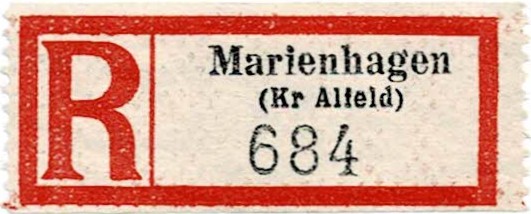 R
Marienhagen
(Kr Alfeld)
684